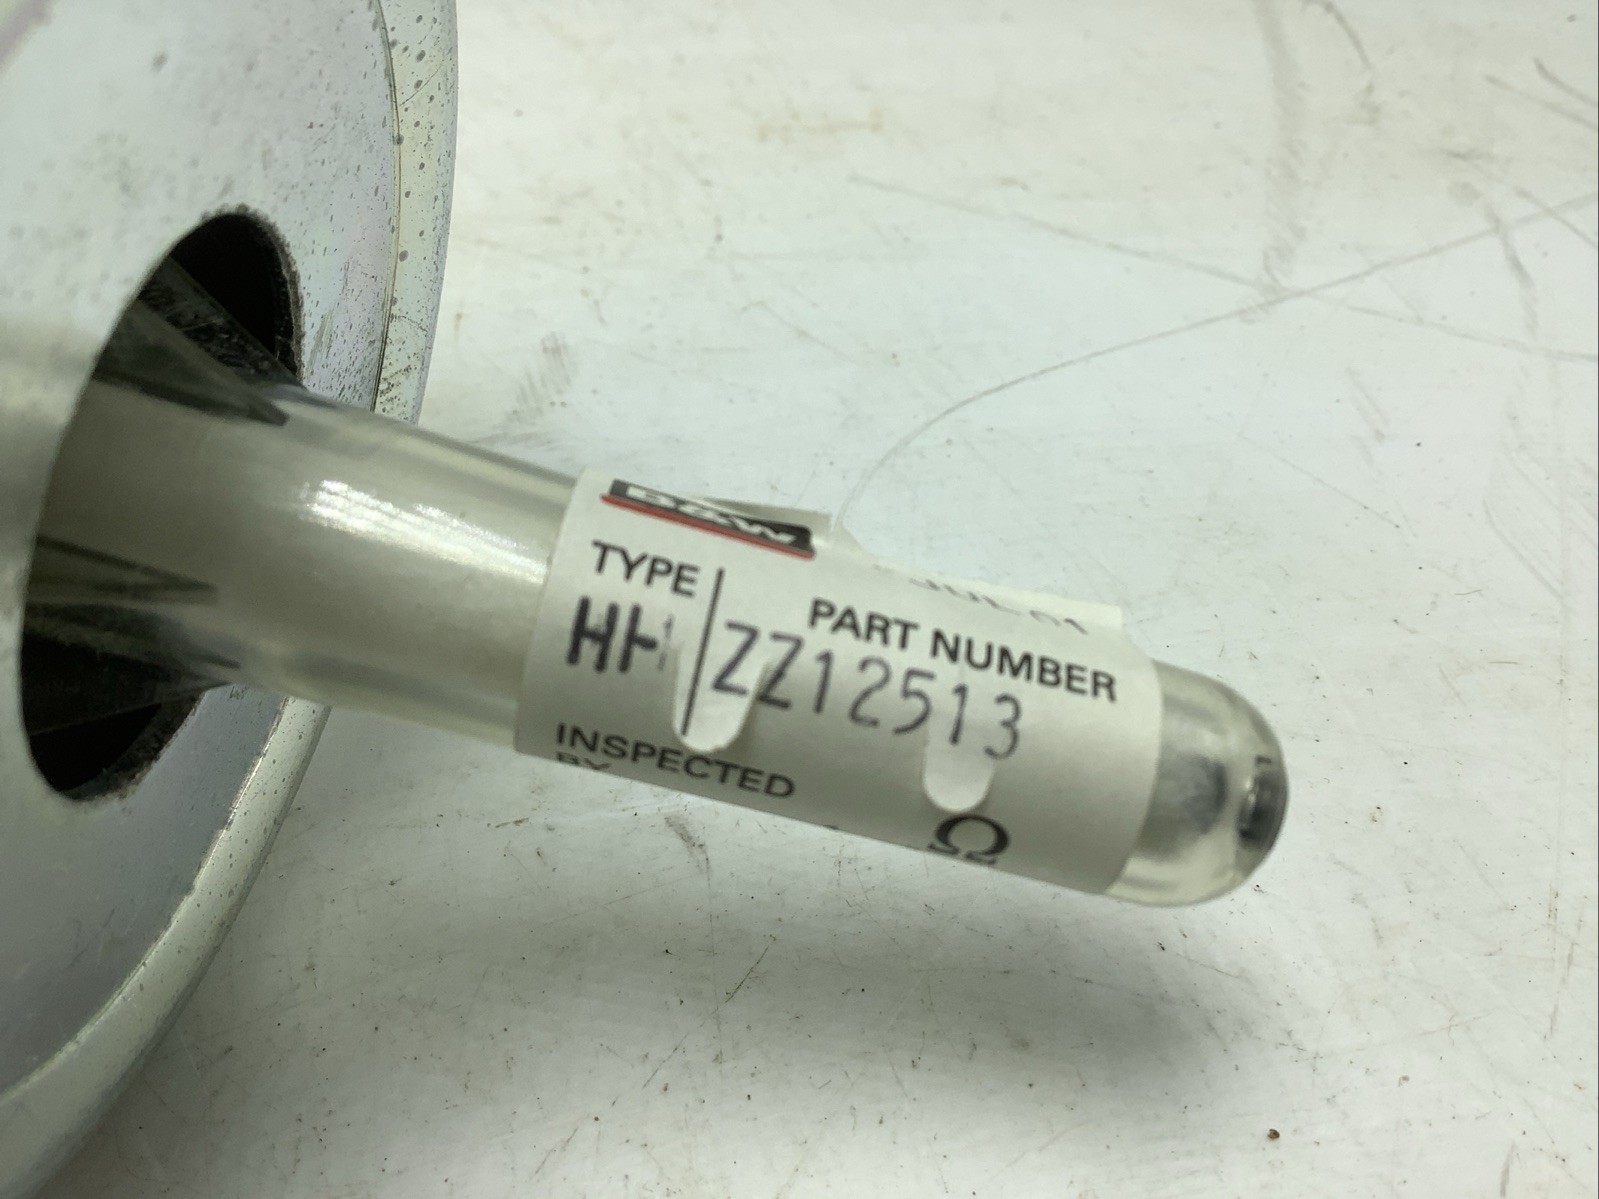 B&W
TYPE
PART NUMBER
HH ZZ12513
INSPECTED
BY
Ω